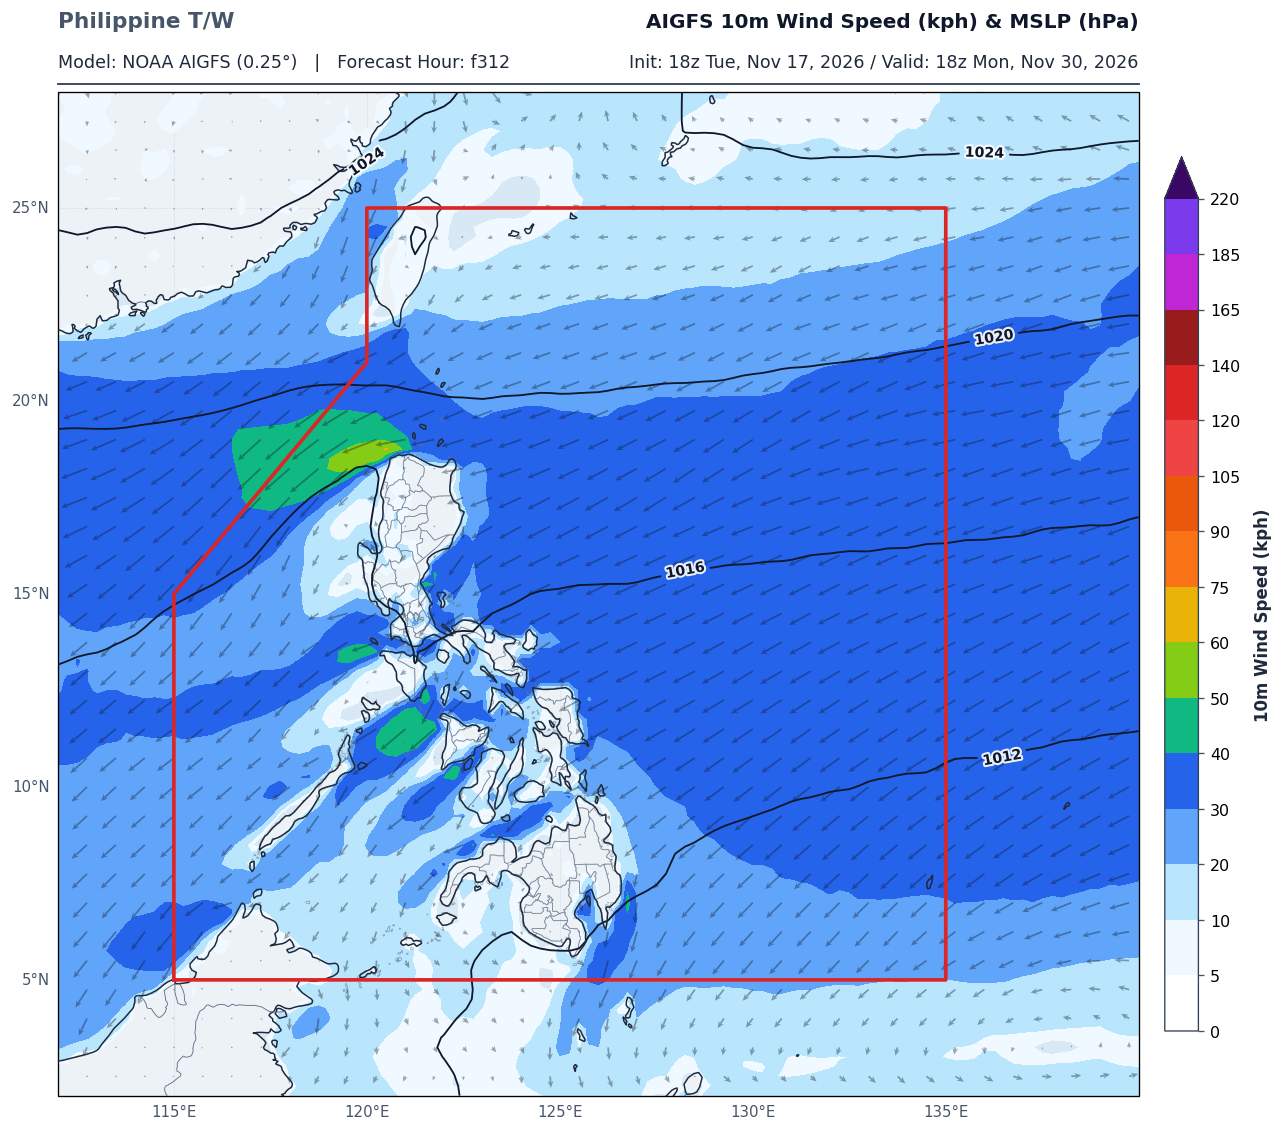 Philippine T/W
AIGFS 10m Wind Speed (kph) & MSLP (hPa)
Model: NOAA AIGFS (0.25°) | Forecast Hour: f312
Init: 18z Tue, Nov 17, 2026 / Valid: 18z Mon, Nov 30, 2026
1024
1024
1020
1016
1012
25°N
20°N
15°N
10°N
5°N
115°E
120°E
125°E
130°E
135°E
220
185
165
140
120
105
90
75
60
50
40
30
20
10
5
0
10m Wind Speed (kph)